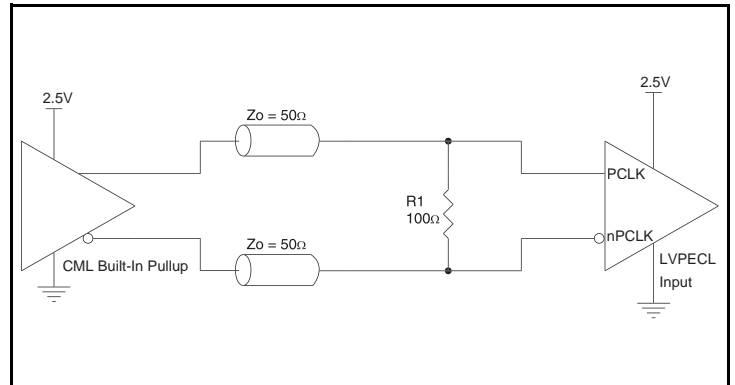 2.5V
2.5V
Zo = 50Ω
PCLK
R1
100Ω
nPCLK
Zo = 50Ω
CML Built-In Pullup
LVPECL
Input